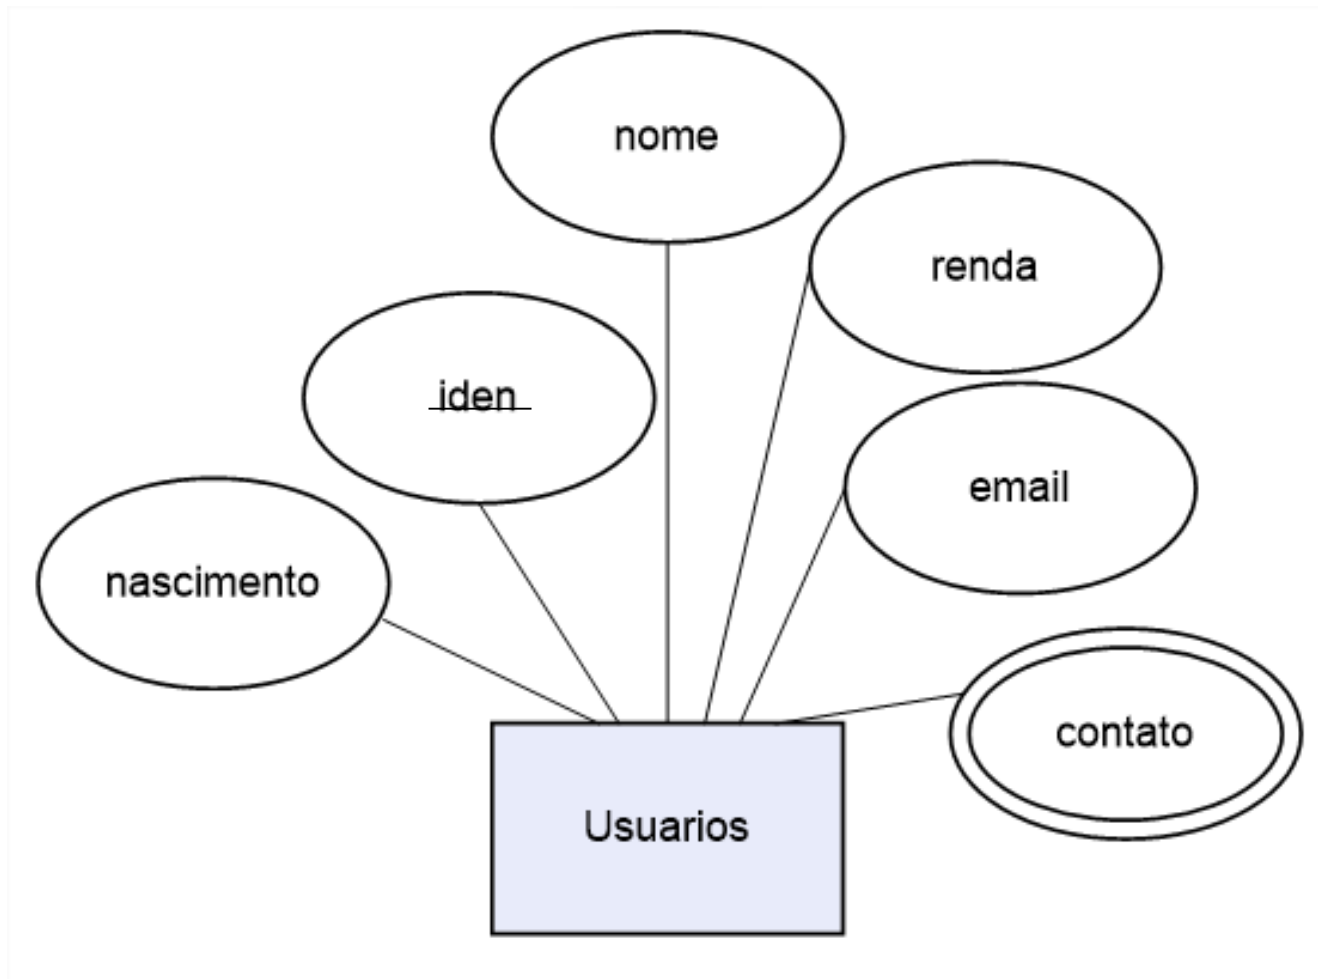 nome
renda
iden
email
nascimento
contato
Usuarios